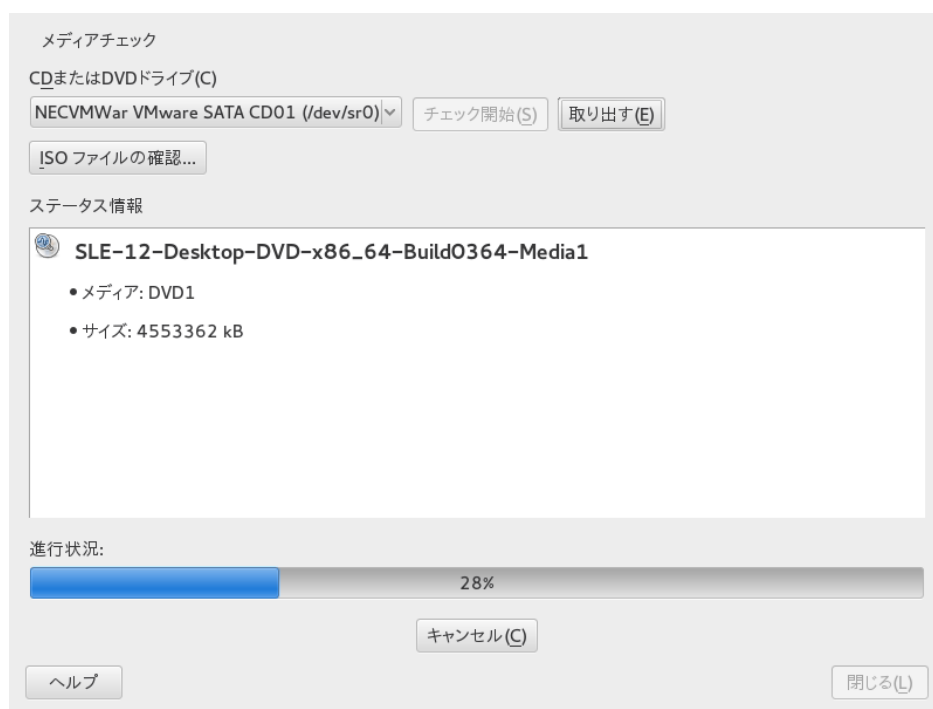 メディアチェック
CDまたはDVDドライブ(C)
NECVMWar VMware SATA CD01 (/dev/sr0) チェック開始(S) 取り出す(E)
ISO ファイルの確認...
ステータス情報
SLE-12-Desktop-DVD-x86_64-Build0364-Media1
• メディア: DVD1
• サイズ: 4553362 kB
進行状況:
28%
キャンセル(C)
ヘルプ 閉じる(L)